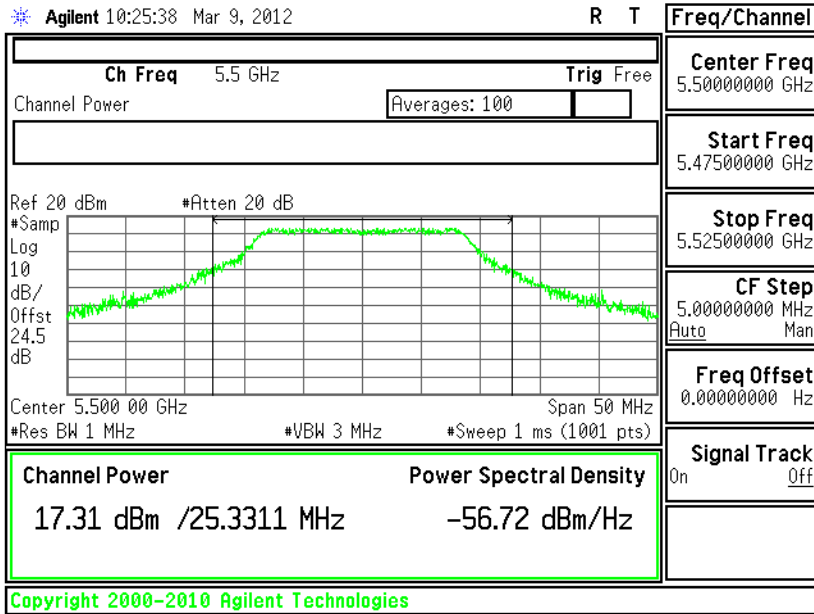 Agilent 10:25:38 Mar 9, 2012 R T
Freq/Channel
Ch Freq 5.5 GHz Trig Free
Channel Power Averages: 100
Ref 20 dBm #Atten 20 dB
#Samp
Log
10
dB/
Offst
24.5
dB
Center 5.500 00 GHz Span 50 MHz
#Res BW 1 MHz #VBW 3 MHz #Sweep 1 ms (1001 pts)
Channel Power Power Spectral Density
17.31 dBm /25.3311 MHz -56.72 dBm/Hz
Center Freq
5.50000000 GHz
Start Freq
5.47500000 GHz
Stop Freq
5.52500000 GHz
CF Step
5.00000000 MHz
Auto Man
Freq Offset
0.00000000 Hz
Signal Track
On Off
Copyright 2000-2010 Agilent Technologies